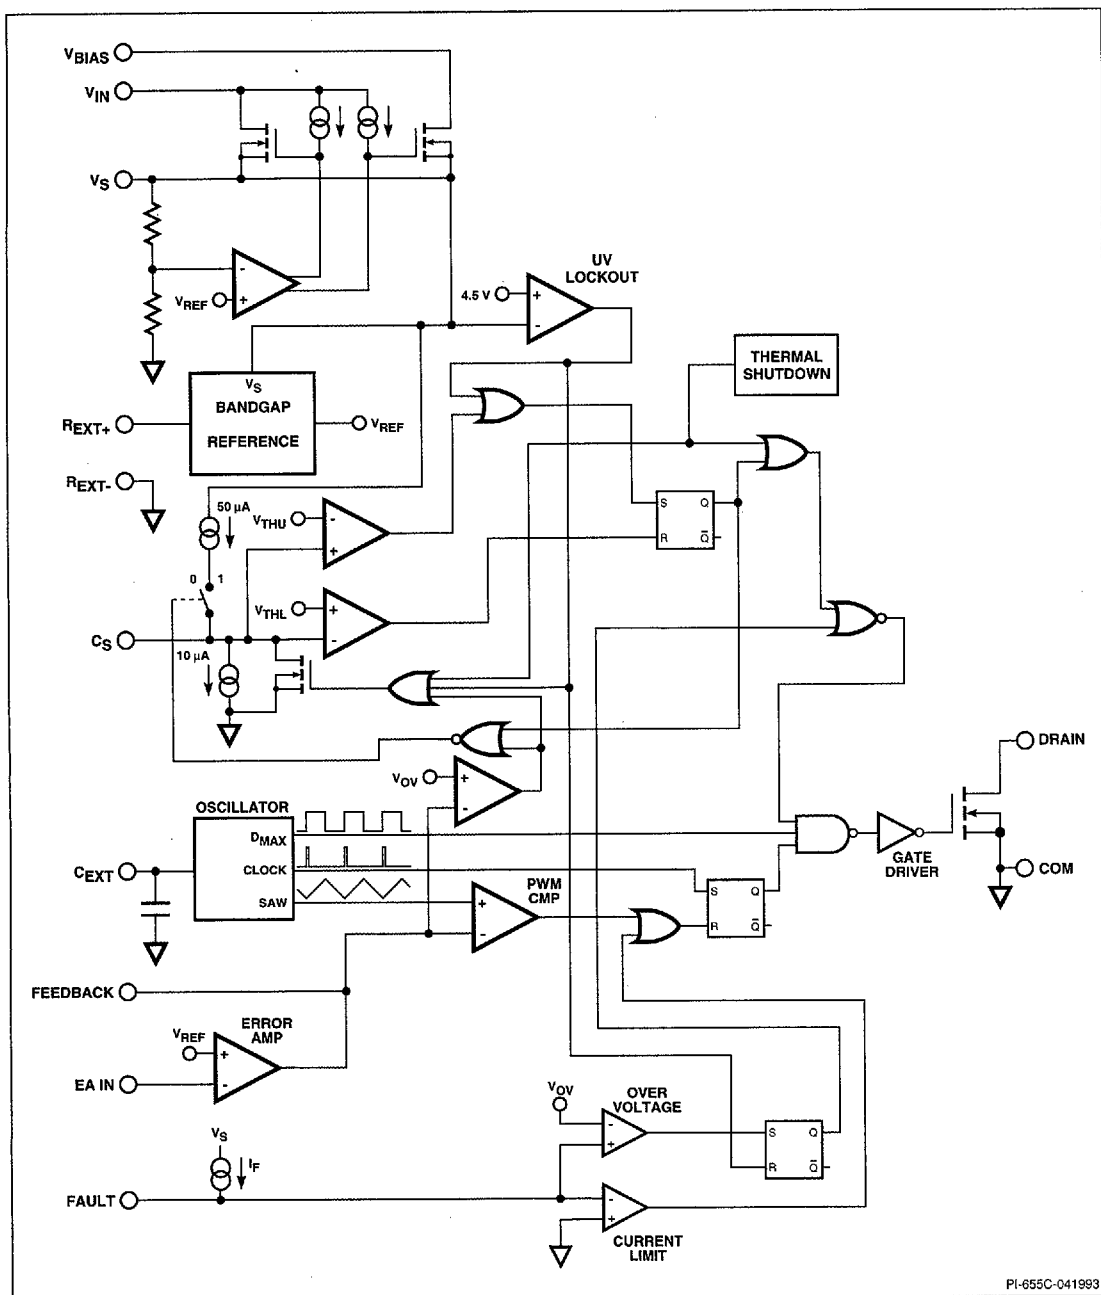 VBIAS
VIN
VS
VREF
-
+
UV
LOCKOUT
4.5 V
+
-
THERMAL
SHUTDOWN
VS
BANDGAP
REFERENCE
REXT+
VREF
REXT-
50 µA
VTHU
-
+
S Q
R Q̅
0 1
VTHL
+
-
CS
10 µA
VOV
+
-
DRAIN
OSCILLATOR
DMAX
CLOCK
SAW
CEXT
GATE
DRIVER
COM
PWM
CMP
+
-
S Q
R Q̅
FEEDBACK
ERROR
AMP
VREF
+
-
EA IN
VOV
OVER
VOLTAGE
-
+
S Q
R Q̅
VS
IF
FAULT
-
+
CURRENT
LIMIT
PI-655C-041993